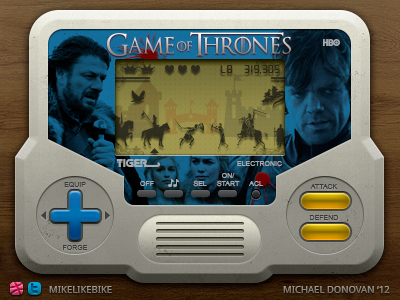 GAME OF THRONES
HBO
LB 319,305
TIGER
ELECTRONIC
OFF
SEL
ON/
START
ACL
EQUIP
FORGE
ATTACK
DEFEND
MIKELIKEBIKE
MICHAEL DONOVAN '12